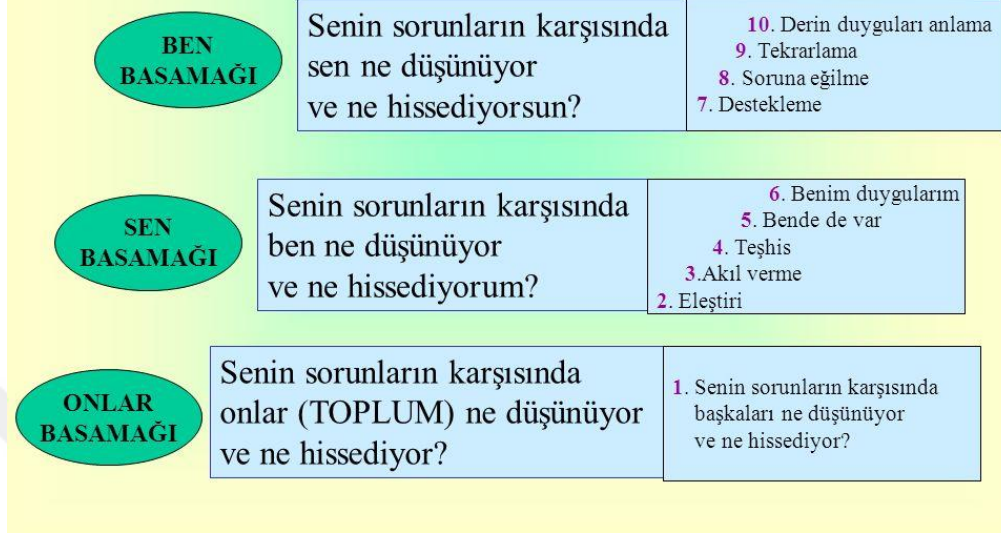 BEN
BASAMAĞI
Senin sorunların karşısında
sen ne düşünüyor
ve ne hissediyorsun?
10. Derin duyguları anlama
9. Tekrarlama
8. Soruna eğilme
7. Destekleme
SEN
BASAMAĞI
Senin sorunların karşısında
ben ne düşünüyor
ve ne hissediyorum?
6. Benim duygularım
5. Bende de var
4. Teşhis
3.Akıl verme
2. Eleştiri
ONLAR
BASAMAĞI
Senin sorunların karşısında
onlar (TOPLUM) ne düşünüyor
ve ne hissediyor?
1. Senin sorunların karşısında
başkaları ne düşünüyor
ve ne hissediyor?